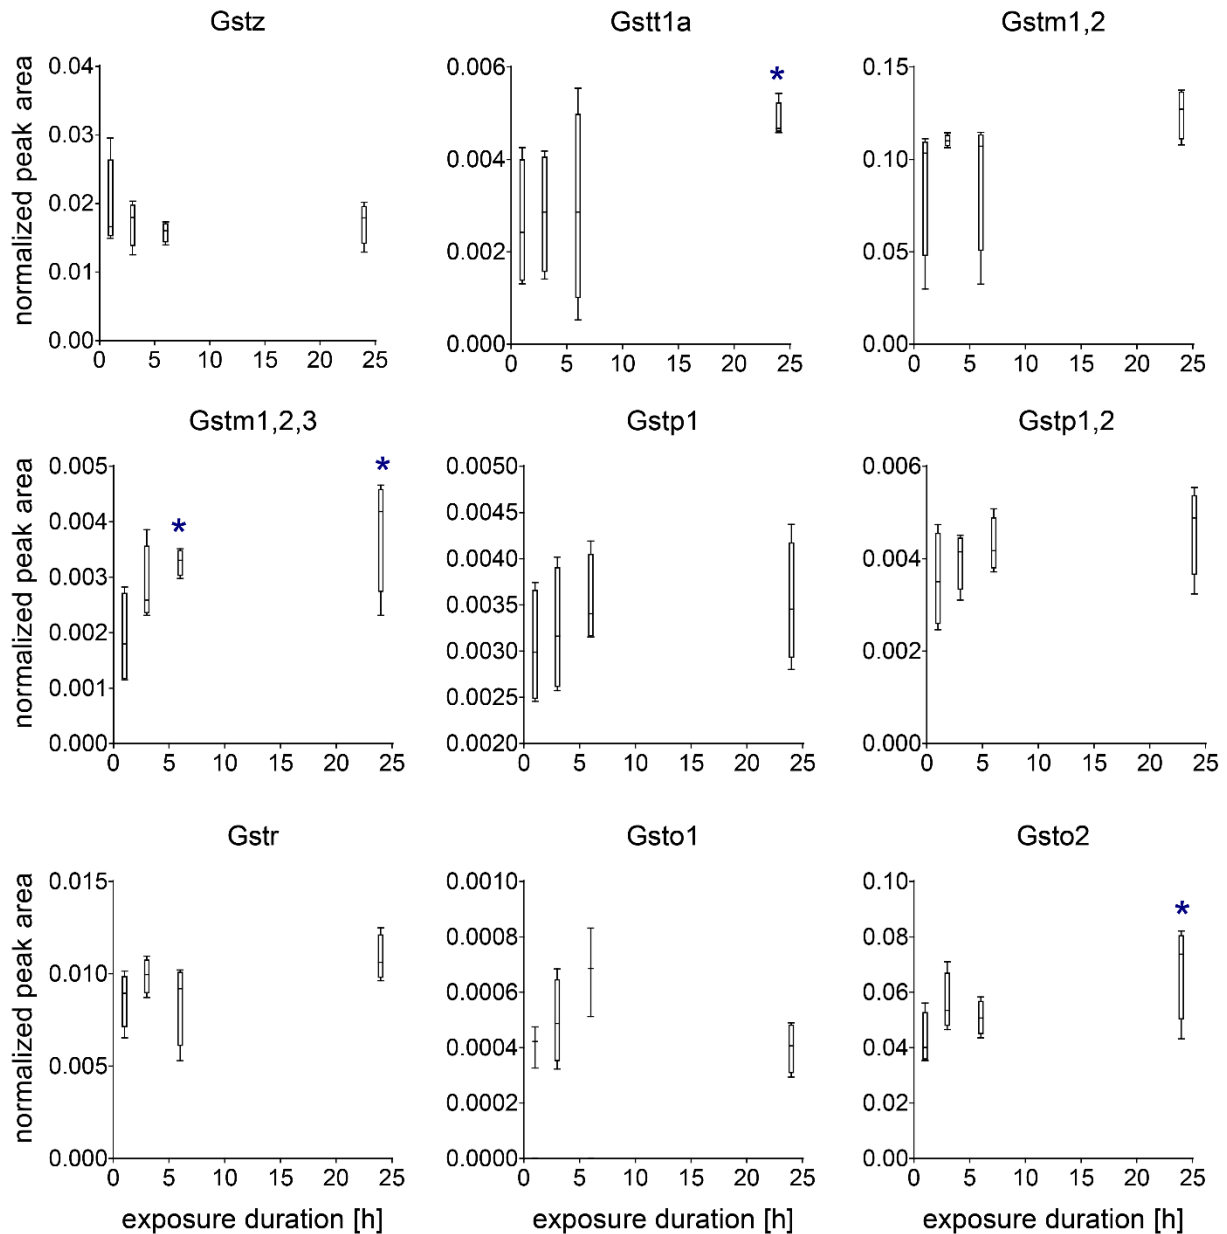 Gstz Gstt1a Gstm1,2
normalized peak area
0.04
0.03
0.02
0.01
0.00
0 5 10 15 20 25
0.006 *
0.004
0.002
0.000
0 5 10 15 20 25
0.15
0.10
0.05
0.00
0 5 10 15 20 25
Gstm1,2,3 Gstp1 Gstp1,2
normalized peak area
0.005 *
0.004 *
0.003
0.002
0.001
0.000
0 5 10 15 20 25
0.0050
0.0045
0.0040
0.0035
0.0030
0.0025
0.0020
0 5 10 15 20 25
0.006
0.004
0.002
0.000
0 5 10 15 20 25
Gstr Gsto1 Gsto2
normalized peak area
0.015
0.010
0.005
0.000
0 5 10 15 20 25
exposure duration [h]
0.0010
0.0008
0.0006
0.0004
0.0002
0.0000
0 5 10 15 20 25
exposure duration [h]
0.10
*
0.08
0.06
0.04
0.02
0.00
0 5 10 15 20 25
exposure duration [h]